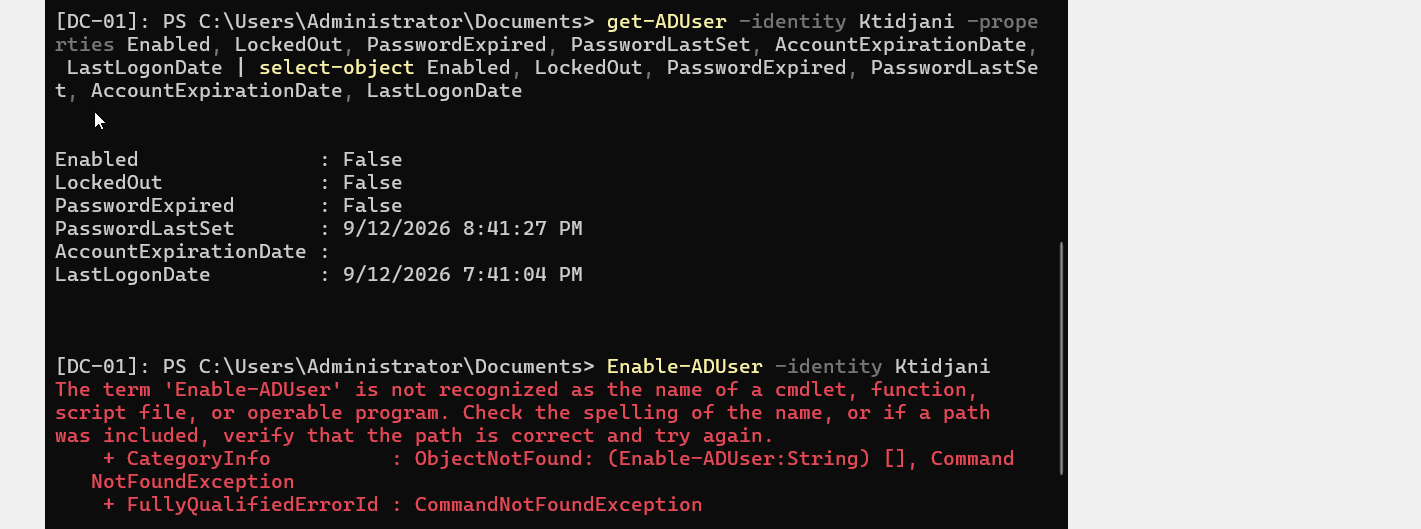 [DC-01]: PS C:\Users\Administrator\Documents> get-ADUser -identity Ktidjani -prope
rties Enabled, LockedOut, PasswordExpired, PasswordLastSet, AccountExpirationDate,
 LastLogonDate | select-object Enabled, LockedOut, PasswordExpired, PasswordLastSe
t, AccountExpirationDate, LastLogonDate
Enabled               : False
LockedOut             : False
PasswordExpired       : False
PasswordLastSet       : 9/12/2026 8:41:27 PM
AccountExpirationDate :
LastLogonDate         : 9/12/2026 7:41:04 PM
[DC-01]: PS C:\Users\Administrator\Documents> Enable-ADUser -identity Ktidjani
The term 'Enable-ADUser' is not recognized as the name of a cmdlet, function,
script file, or operable program. Check the spelling of the name, or if a path
was included, verify that the path is correct and try again.
    + CategoryInfo          : ObjectNotFound: (Enable-ADUser:String) [], Command
   NotFoundException
    + FullyQualifiedErrorId : CommandNotFoundException